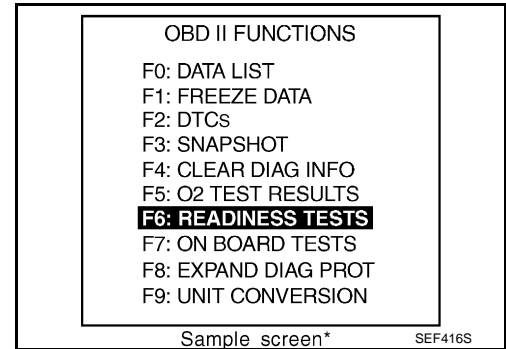 OBD II FUNCTIONS
F0: DATA LIST
F1: FREEZE DATA
F2: DTCs
F3: SNAPSHOT
F4: CLEAR DIAG INFO
F5: O2 TEST RESULTS
F6: READINESS TESTS
F7: ON BOARD TESTS
F8: EXPAND DIAG PROT
F9: UNIT CONVERSION
Sample screen*
SEF416S